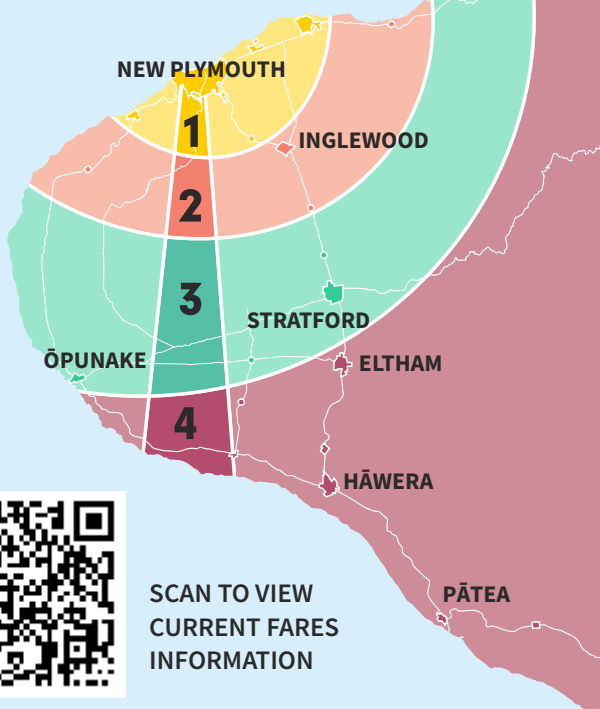 NEW PLYMOUTH
1
INGLEWOOD
2
3
STRATFORD
ŌPUNAKE
ELTHAM
4
HĀWERA
SCAN TO VIEW
CURRENT FARES
INFORMATION
PĀTEA